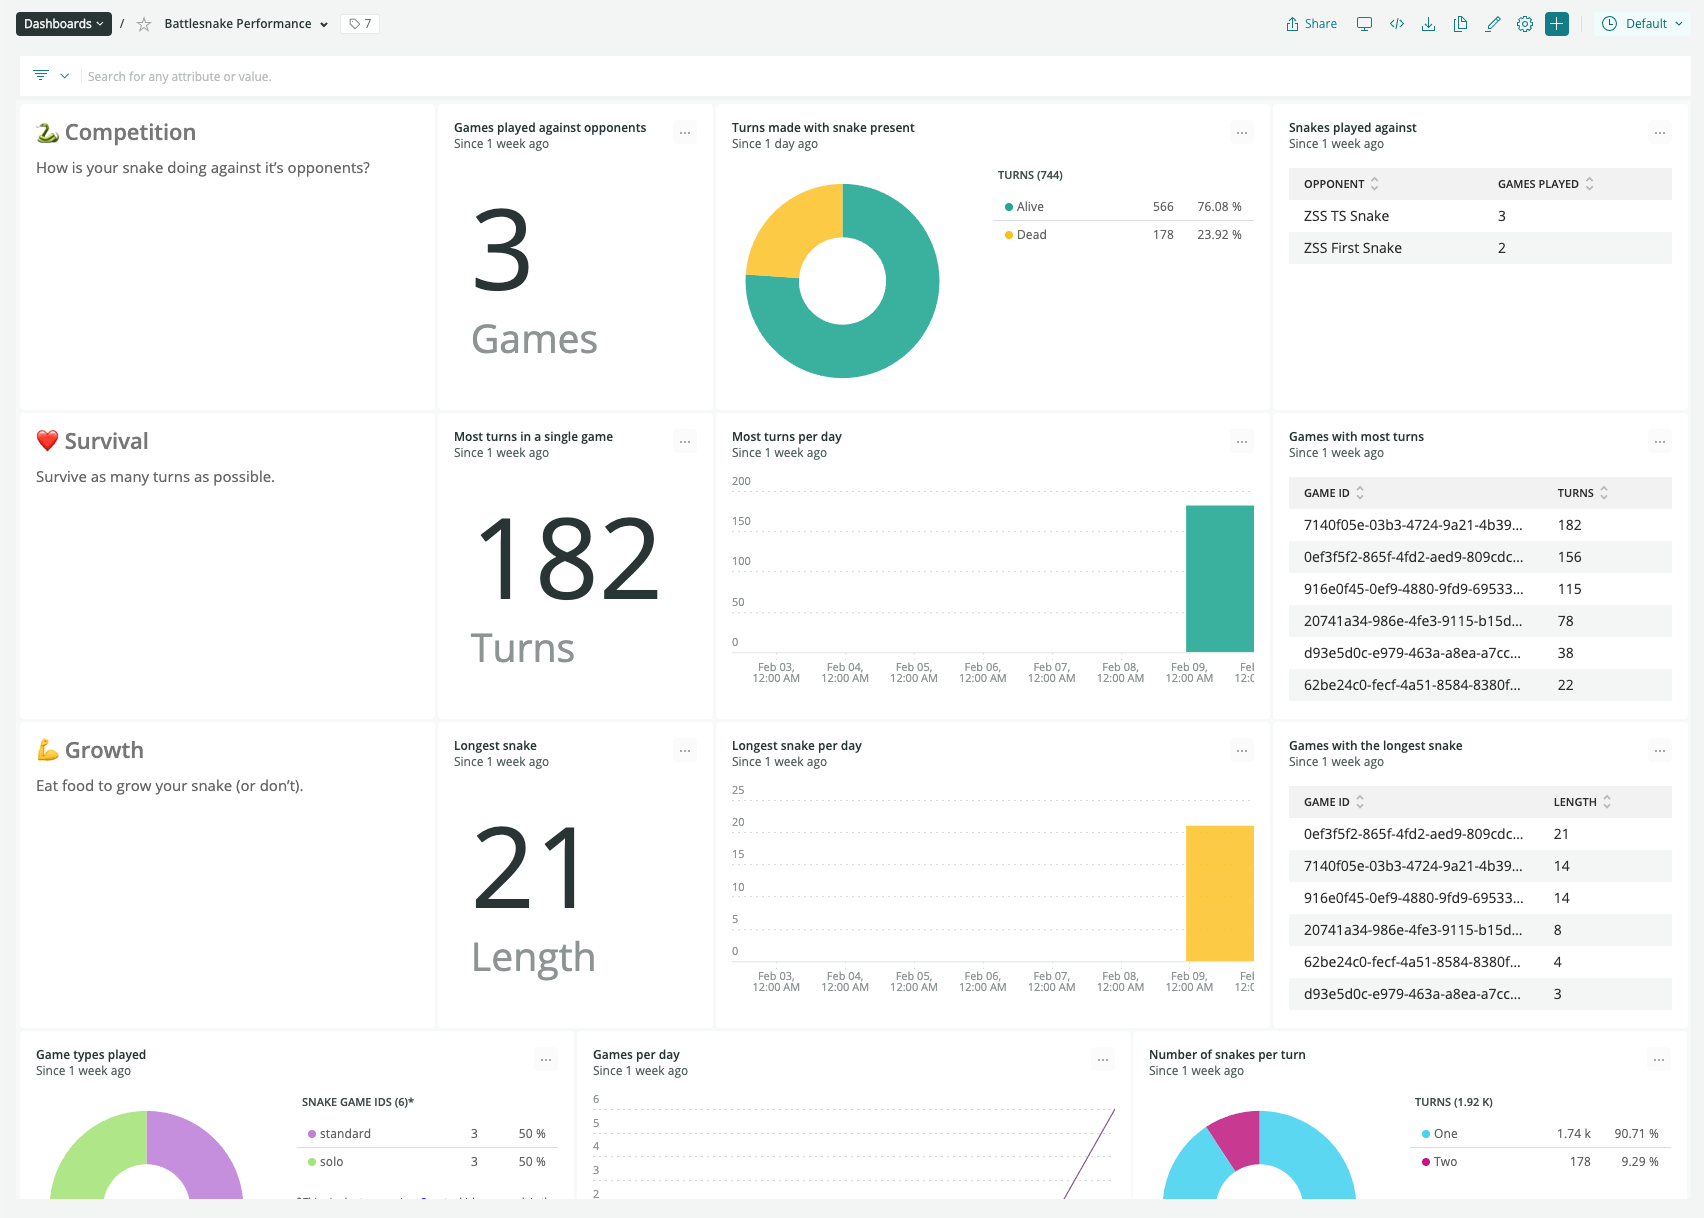 Dashboards / Battlesnake Performance 7 Share Default
Search for any attribute or value.
Competition
How is your snake doing against it's opponents?
Games played against opponents
Since 1 week ago
3
Games
Turns made with snake present
Since 1 day ago
TURNS (744)
Alive 566 76.08 %
Dead 178 23.92 %
Snakes played against
Since 1 week ago
OPPONENT GAMES PLAYED
ZSS TS Snake 3
ZSS First Snake 2
Survival
Survive as many turns as possible.
Most turns in a single game
Since 1 week ago
182
Turns
Most turns per day
Since 1 week ago
200
150
100
50
0
Feb 03, Feb 04, Feb 05, Feb 06, Feb 07, Feb 08, Feb 09, Fel
12:00 AM 12:00 AM 12:00 AM 12:00 AM 12:00 AM 12:00 AM 12:00 AM 12:0
Games with most turns
Since 1 week ago
GAME ID TURNS
7140f05e-03b3-4724-9a21-4b39... 182
0ef3f5f2-865f-4fd2-aed9-809cdc... 156
916e0f45-0ef9-4880-9fd9-69533... 115
20741a34-986e-4fe3-9115-b15d... 78
d93e5d0c-e979-463a-a8ea-a7cc... 38
62be24c0-fecf-4a51-8584-8380f... 22
Growth
Eat food to grow your snake (or don't).
Longest snake
Since 1 week ago
21
Length
Longest snake per day
Since 1 week ago
25
20
15
10
5
0
Feb 03, Feb 04, Feb 05, Feb 06, Feb 07, Feb 08, Feb 09, Fel
12:00 AM 12:00 AM 12:00 AM 12:00 AM 12:00 AM 12:00 AM 12:00 AM 12:0
Games with the longest snake
Since 1 week ago
GAME ID LENGTH
0ef3f5f2-865f-4fd2-aed9-809cdc... 21
7140f05e-03b3-4724-9a21-4b39... 14
916e0f45-0ef9-4880-9fd9-69533... 14
20741a34-986e-4fe3-9115-b15d... 8
62be24c0-fecf-4a51-8584-8380f... 4
d93e5d0c-e979-463a-a8ea-a7cc... 3
Game types played
Since 1 week ago
SNAKE GAME IDS (6)*
standard 3 50 %
solo 3 50 %
Games per day
Since 1 week ago
6
5
4
3
2
Number of snakes per turn
Since 1 week ago
TURNS (1.92 K)
One 1.74 k 90.71 %
Two 178 9.29 %